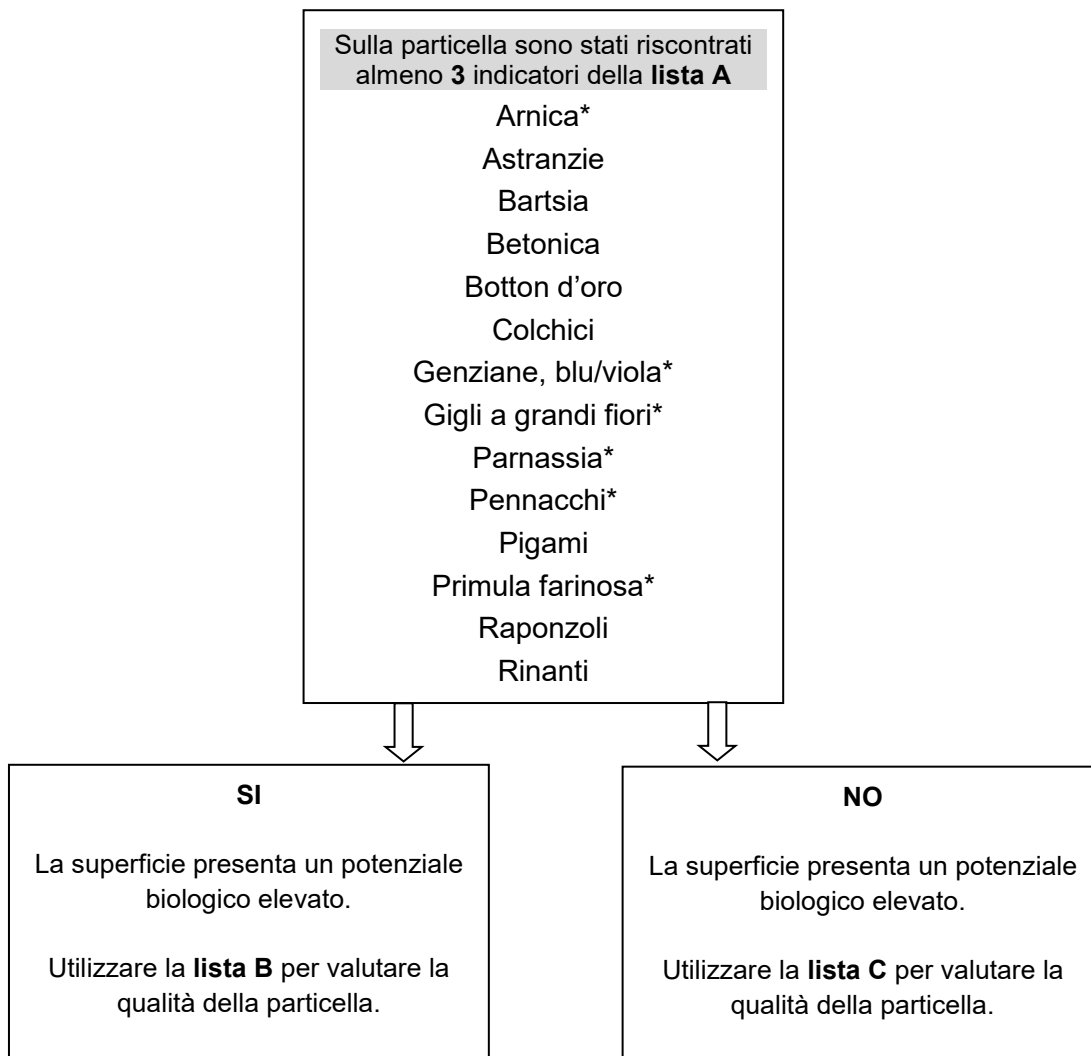 Sulla particella sono stati riscontrati
almeno 3 indicatori della lista A
Arnica*
Astranzie
Bartsia
Betonica
Botton d’oro
Colchici
Genziane, blu/viola*
Gigli a grandi fiori*
Parnassia*
Pennacchi*
Pigami
Primula farinosa*
Raponzoli
Rinanti
SI
La superficie presenta un potenziale
biologico elevato.
Utilizzare la lista B per valutare la
qualità della particella.
NO
La superficie presenta un potenziale
biologico elevato.
Utilizzare la lista C per valutare la
qualità della particella.